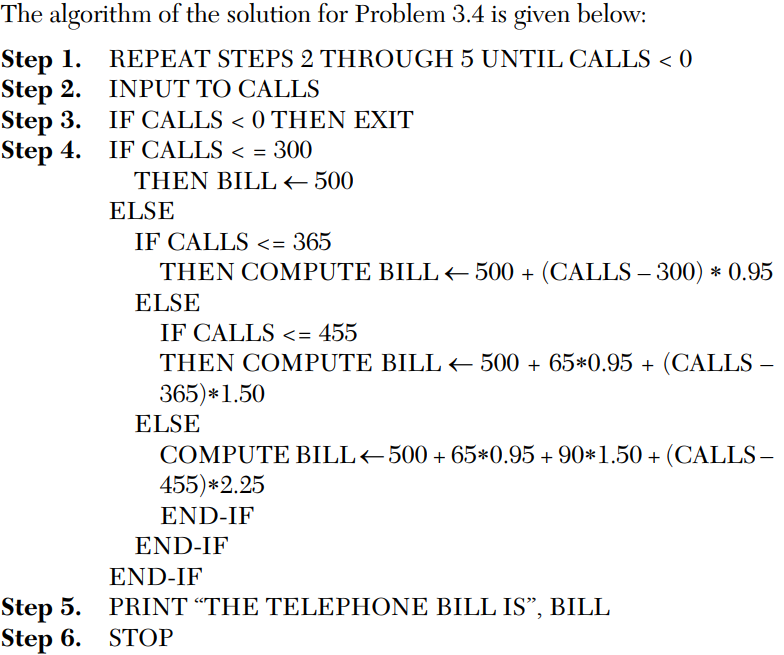 The algorithm of the solution for Problem 3.4 is given below:
Step 1. REPEAT STEPS 2 THROUGH 5 UNTIL CALLS < 0
Step 2. INPUT TO CALLS
Step 3. IF CALLS < 0 THEN EXIT
Step 4. IF CALLS < = 300
THEN BILL ← 500
ELSE
IF CALLS <= 365
THEN COMPUTE BILL ← 500 + (CALLS – 300) * 0.95
ELSE
IF CALLS <= 455
THEN COMPUTE BILL ← 500 + 65*0.95 + (CALLS –
365)*1.50
ELSE
COMPUTE BILL ← 500 + 65*0.95 + 90*1.50 + (CALLS –
455)*2.25
END-IF
END-IF
END-IF
Step 5. PRINT “THE TELEPHONE BILL IS”, BILL
Step 6. STOP